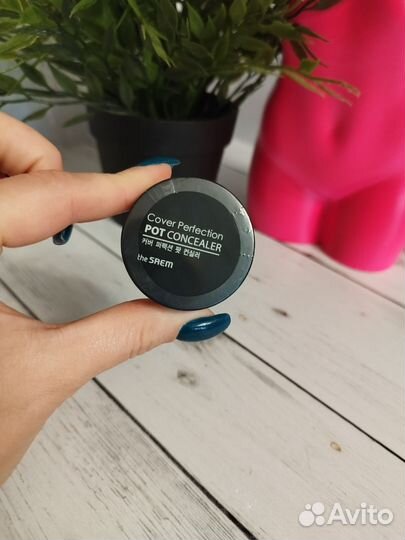 Cover Perfection
POT CONCEALER
커버 퍼펙션 팟 컨실러
the SAEM
Avito